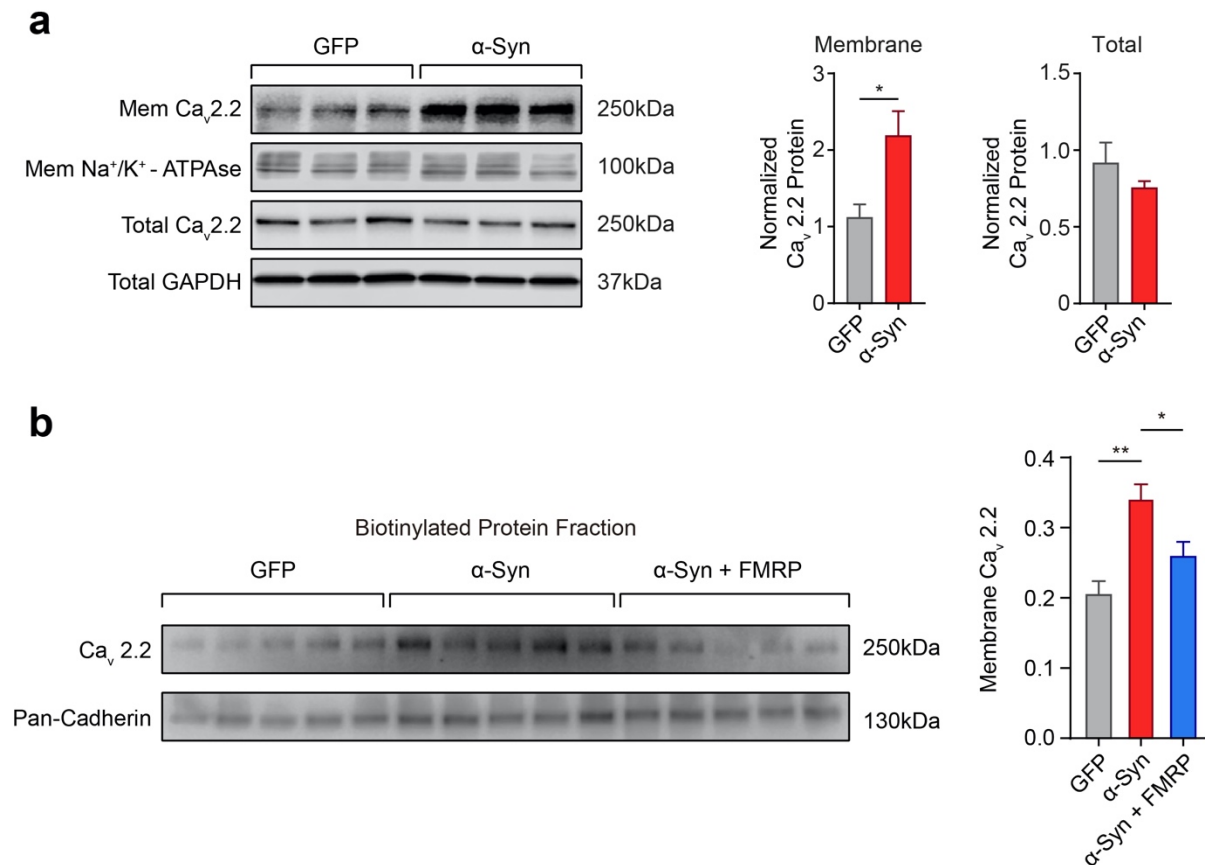 a
GFP α-Syn
Mem Caᵥ2.2 250kDa
Mem Na⁺/K⁺ - ATPAse 100kDa
Total Caᵥ2.2 250kDa
Total GAPDH 37kDa
Membrane
Normalized
Caᵥ 2.2 Protein
3
2
1
0
*
GFP
α-Syn
Total
Normalized
Caᵥ 2.2 Protein
1.5
1.0
0.5
0
GFP
α-Syn
b
Biotinylated Protein Fraction
GFP α-Syn α-Syn + FMRP
Caᵥ 2.2 250kDa
Pan-Cadherin 130kDa
Membrane Caᵥ 2.2
0.4
0.3
0.2
0.1
0.0
**
*
GFP
α-Syn
α-Syn + FMRP